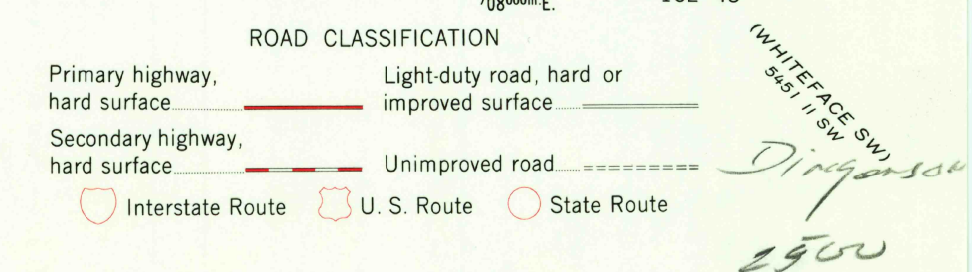 708000m.E.
ROAD CLASSIFICATION
Primary highway,
hard surface
Light-duty road, hard or
improved surface
Secondary highway,
hard surface
Unimproved road
Interstate Route
U. S. Route
State Route
(WHITEFACE SW)
5451 II SW
2500